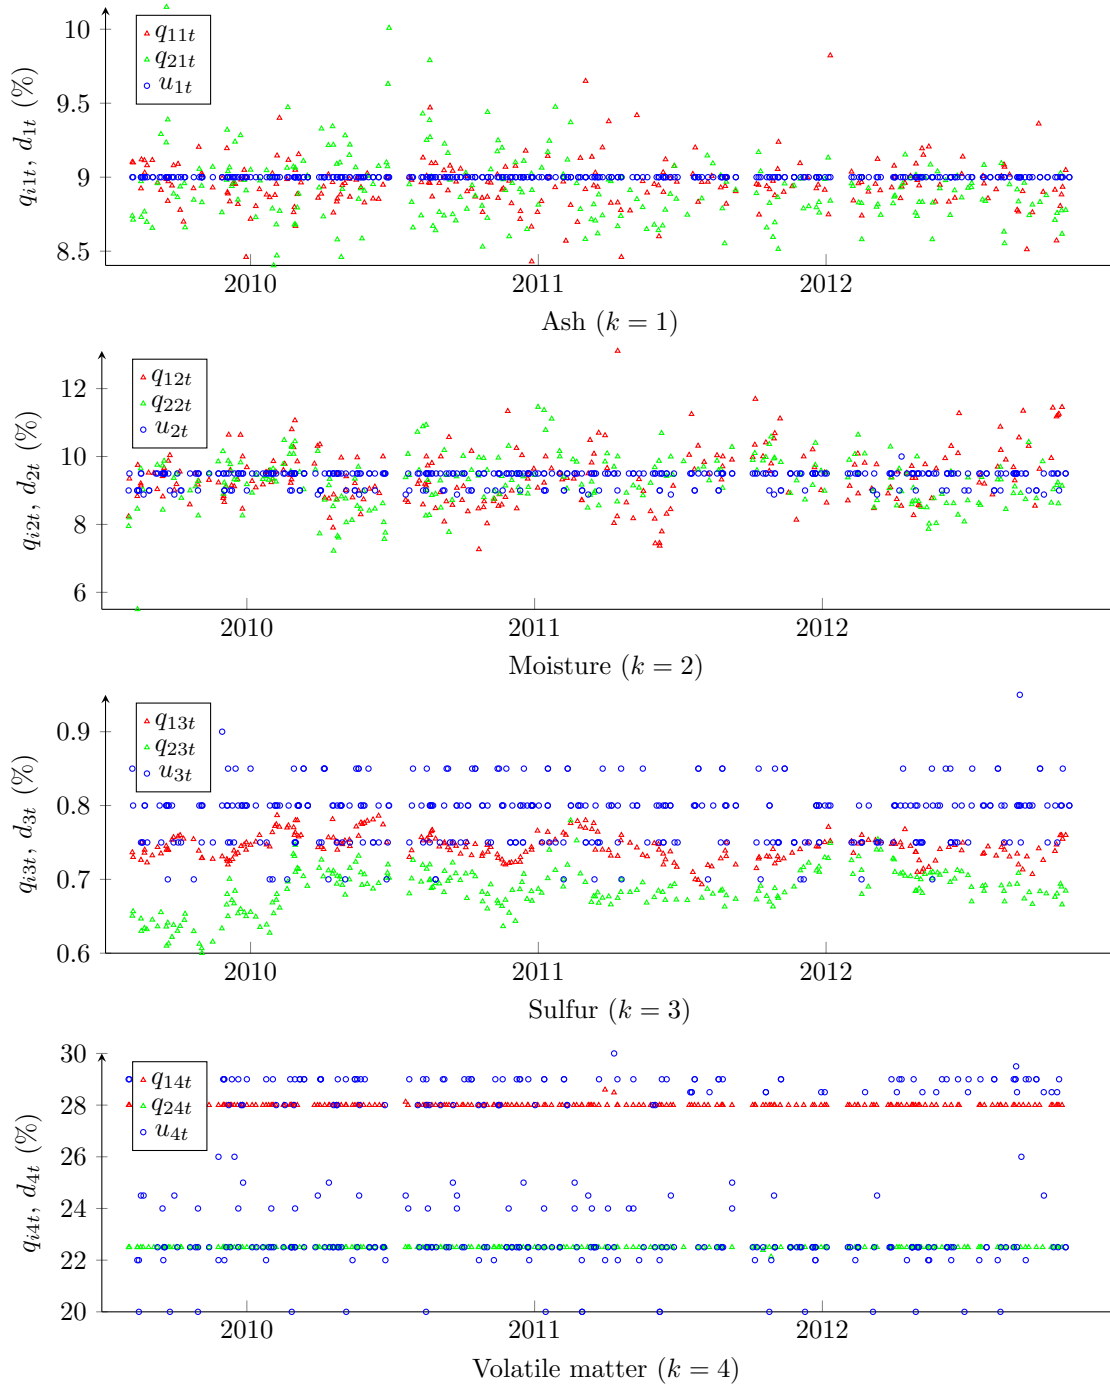 10
9.5
9
8.5
q11t
q21t
u1t
qi1t, d1t (%)
2010 2011 2012
Ash (k = 1)
12
10
8
6
q12t
q22t
u2t
qi2t, d2t (%)
2010 2011 2012
Moisture (k = 2)
0.9
0.8
0.7
0.6
q13t
q23t
u3t
qi3t, d3t (%)
2010 2011 2012
Sulfur (k = 3)
30
28
26
24
22
20
q14t
q24t
u4t
qi4t, d4t (%)
2010 2011 2012
Volatile matter (k = 4)